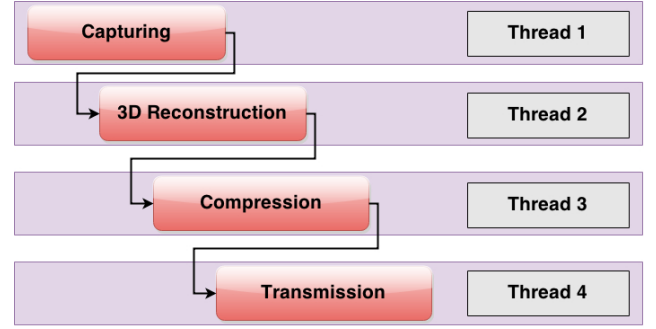 Capturing
Thread 1
3D Reconstruction
Thread 2
Compression
Thread 3
Transmission
Thread 4